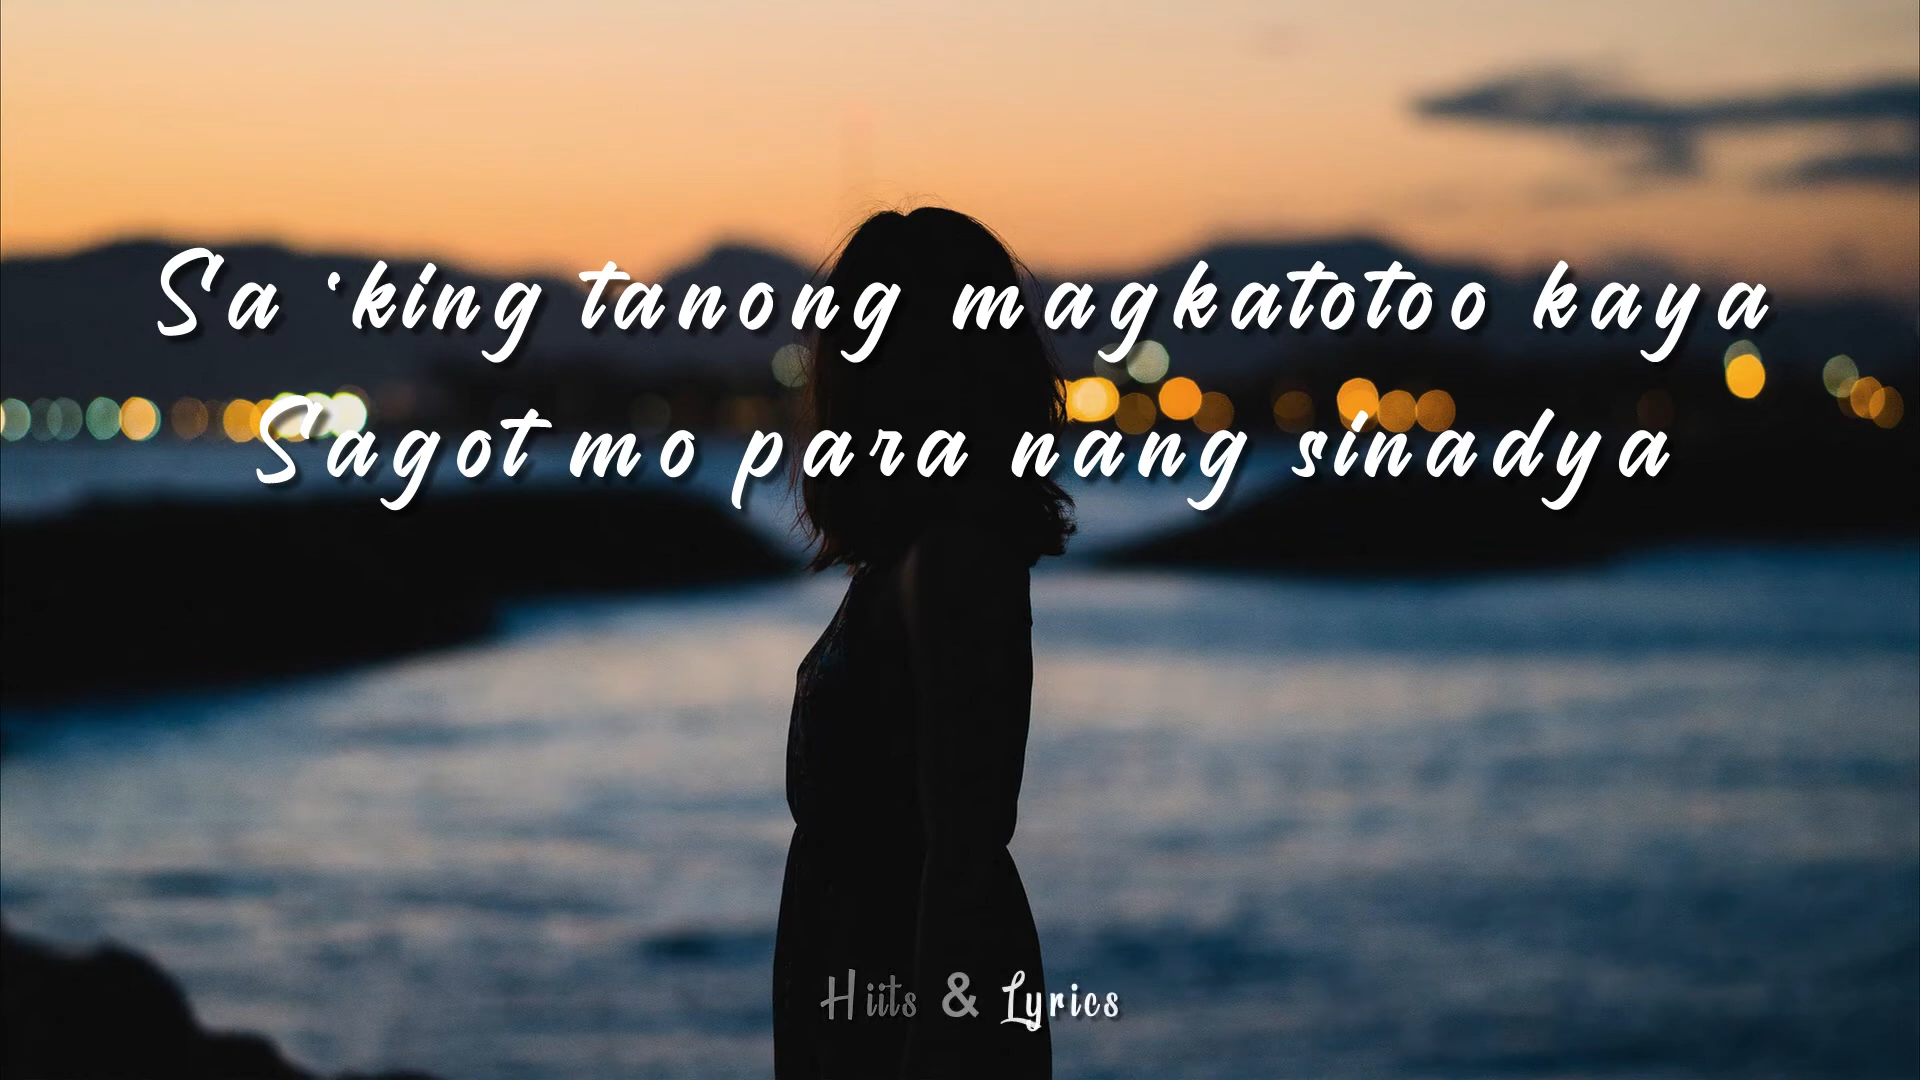 Sa ‘king tanong magkatotoo kaya
Sagot mo para nang sinadya
Hiits & Lyrics